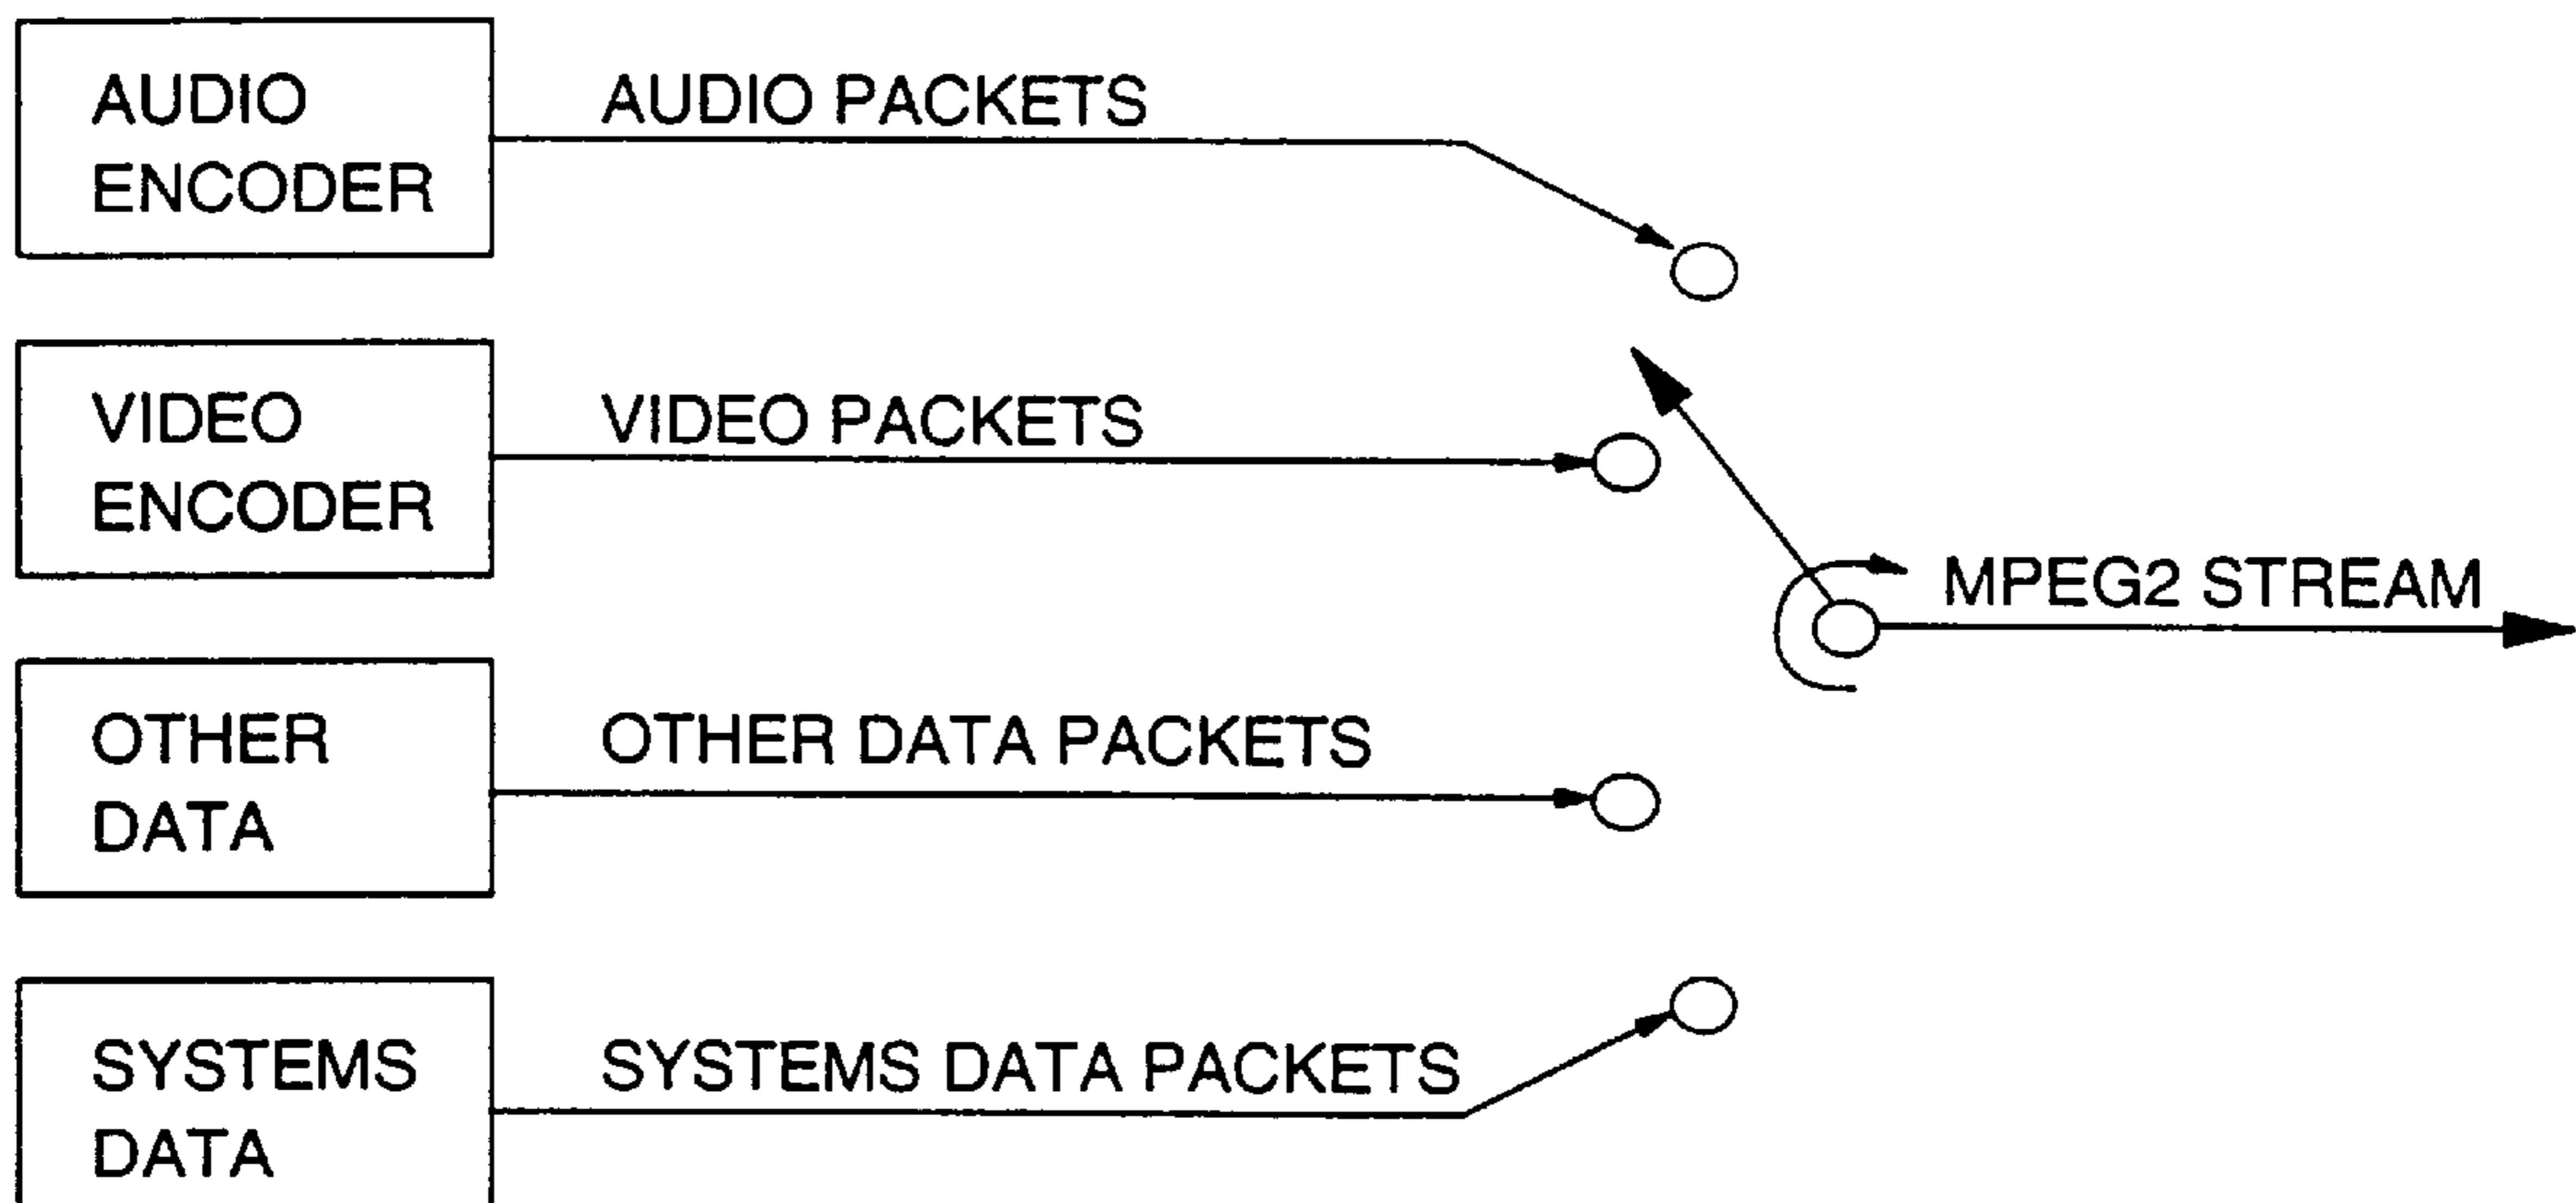 AUDIO
ENCODER
AUDIO PACKETS
VIDEO
ENCODER
VIDEO PACKETS
MPEG2 STREAM
OTHER
DATA
OTHER DATA PACKETS
SYSTEMS
DATA
SYSTEMS DATA PACKETS